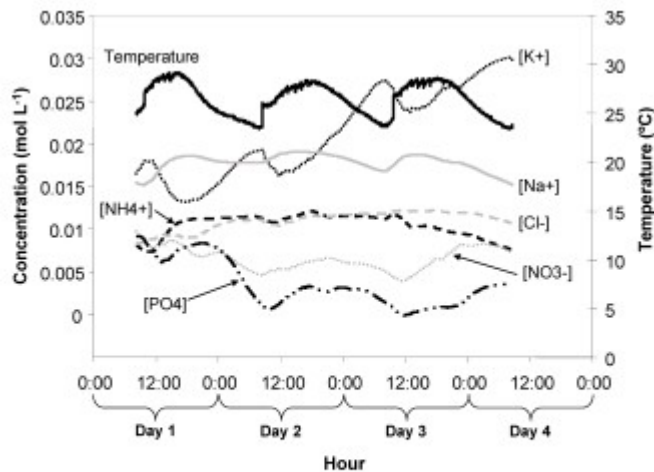 0.035
0.03
0.025
0.02
0.015
0.01
0.005
0
Concentration (mol L-1)
35
30
25
20
15
10
5
0
Temperature (ºC)
Temperature
[K+]
[Na+]
[NH4+]
[Cl-]
[NO3-]
[PO4]
0:00 12:00 0:00 12:00 0:00 12:00 0:00 12:00 0:00
Day 1 Day 2 Day 3 Day 4
Hour